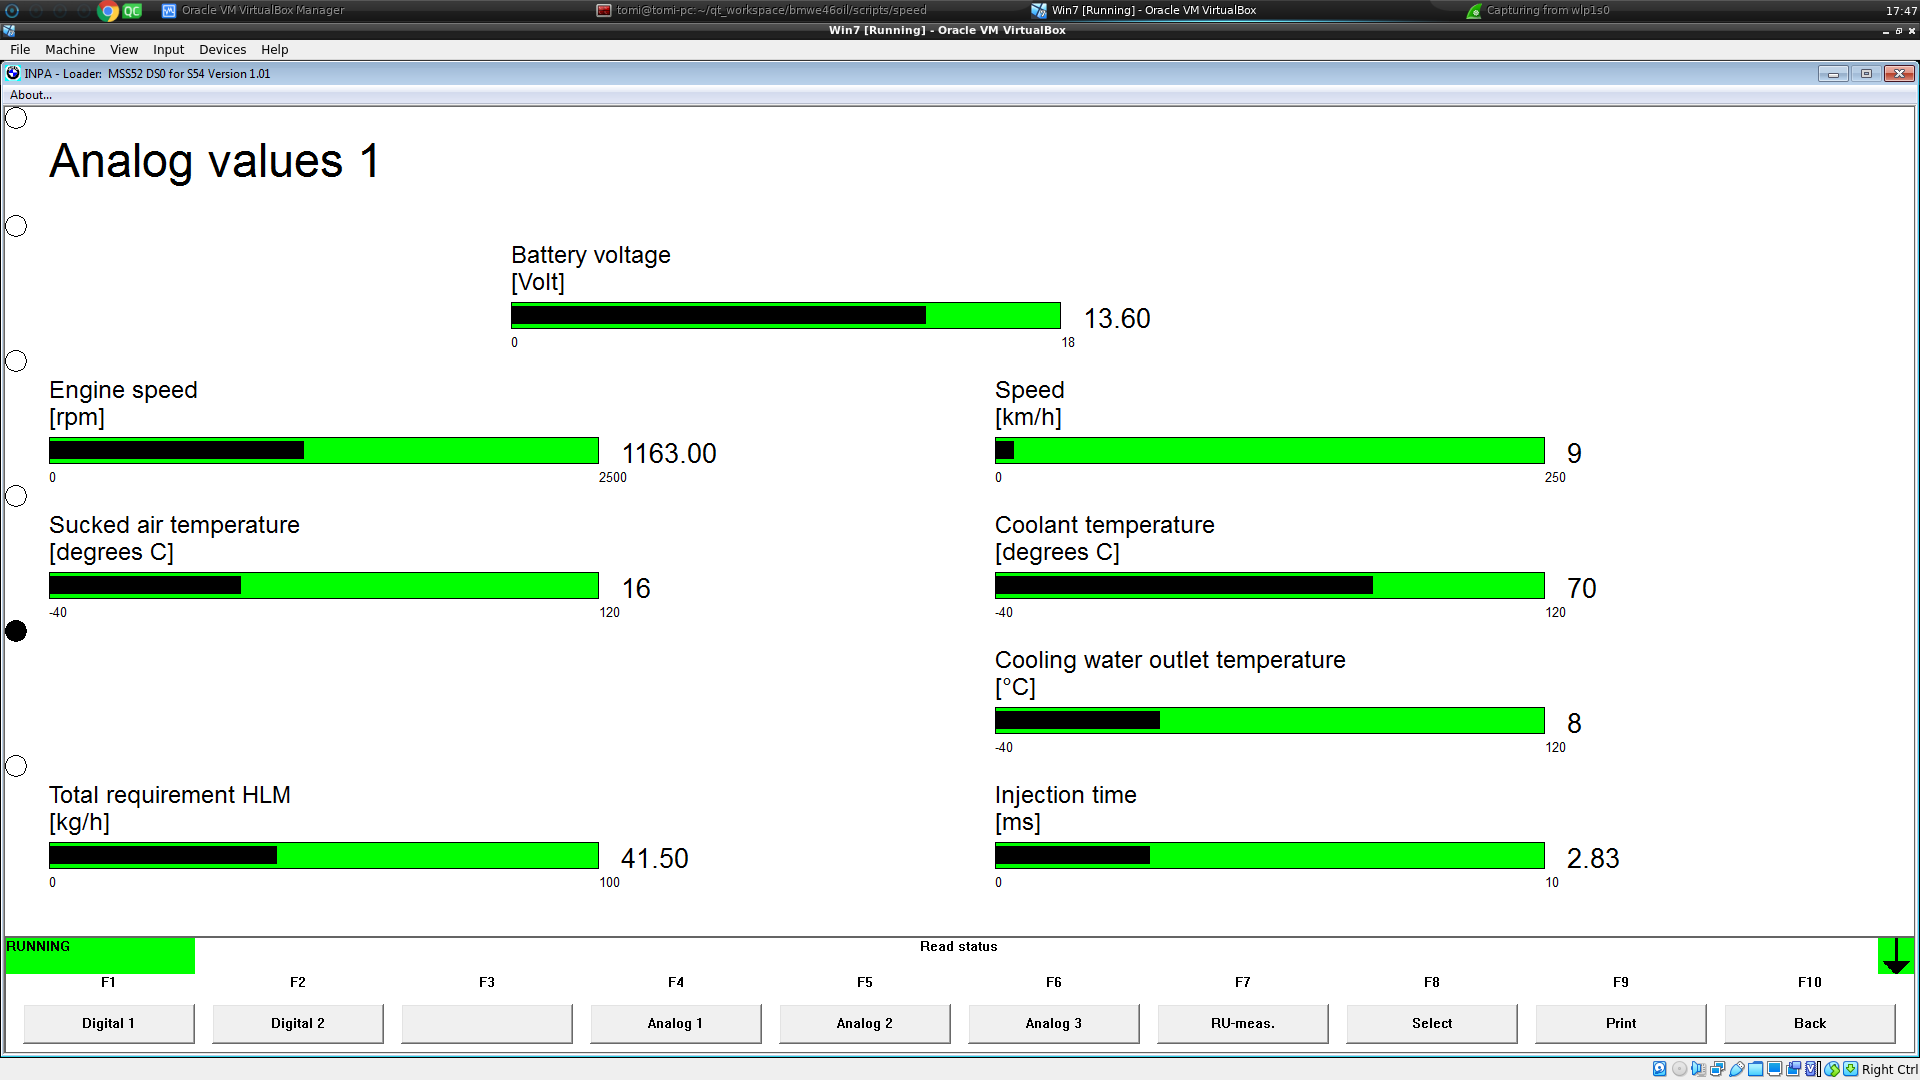 Oracle VM VirtualBox Manager
tomi@tomi-pc:~/qt_workspace/bmwe46oil/scripts/speed
Win7 [Running] - Oracle VM VirtualBox
Capturing from wlp1s0
17:47
QC
Win7 [Running] - Oracle VM VirtualBox
File Machine View Input Devices Help
INPA - Loader: MSS52 DS0 for S54 Version 1.01
About...
Analog values 1
Battery voltage
[Volt]
13.60
0 18
Engine speed
[rpm]
1163.00
0 2500
Speed
[km/h]
9
0 250
Sucked air temperature
[degrees C]
16
-40 120
Coolant temperature
[degrees C]
70
-40 120
Cooling water outlet temperature
[°C]
8
-40 120
Total requirement HLM
[kg/h]
41.50
0 100
Injection time
[ms]
2.83
0 10
RUNNING
Read status
F1 F2 F3 F4 F5 F6 F7 F8 F9 F10
Digital 1 Digital 2 Analog 1 Analog 2 Analog 3 RU-meas. Select Print Back
Right Ctrl